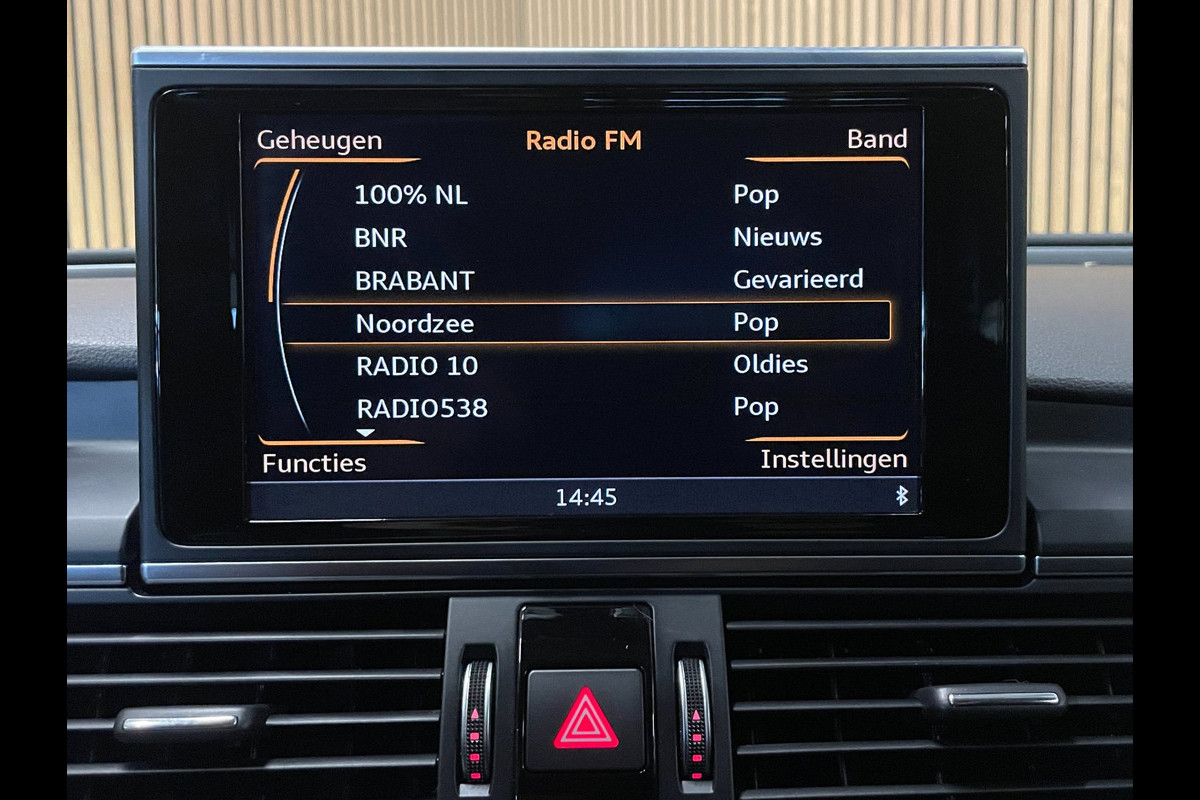 Geheugen Radio FM Band
100% NL Pop
BNR Nieuws
BRABANT Gevarieerd
Noordzee Pop
RADIO 10 Oldies
RADIO538 Pop
Functies Instellingen
14:45